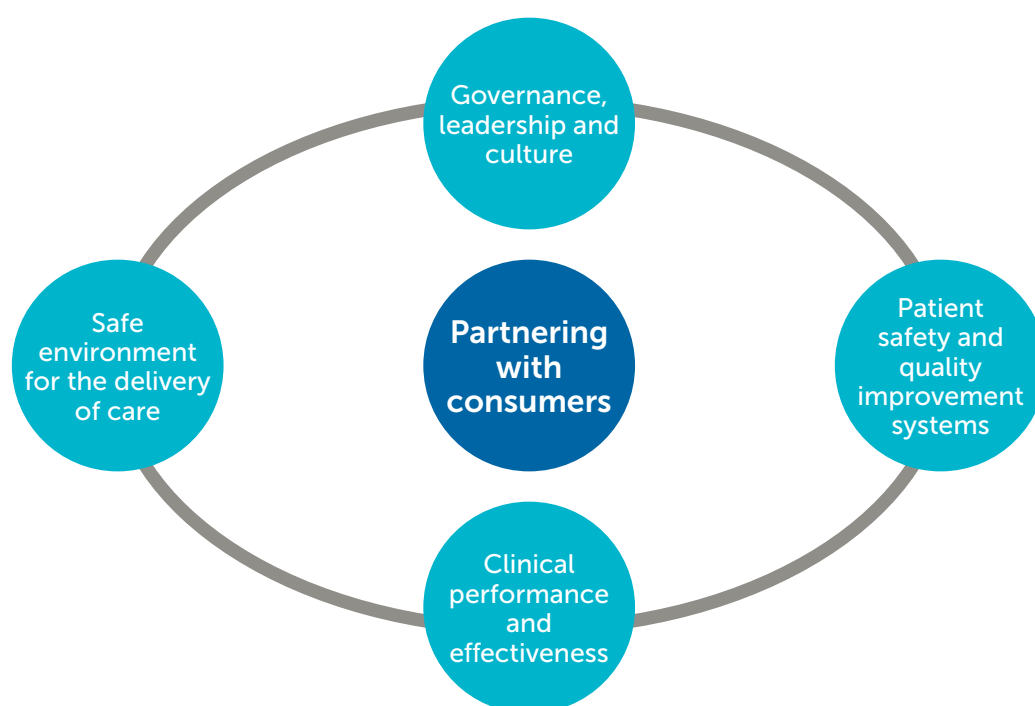 Governance,
leadership and
culture
Safe
environment
for the delivery
of care
Partnering
with
consumers
Patient
safety and
quality
improvement
systems
Clinical
performance
and
effectiveness